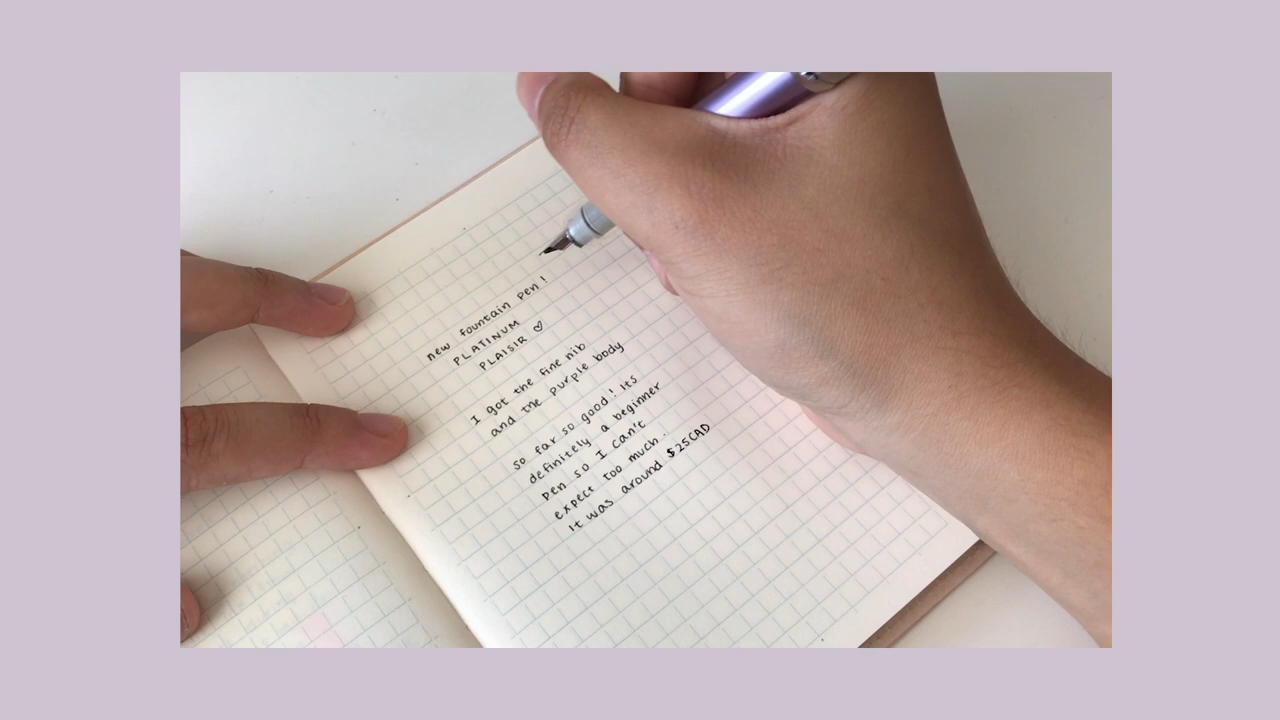 new fountain pen!
PLATINUM
PLAISIR ♡
I got the fine nib
and the purple body
so far so good! Its
definitely a beginner
pen so I can't
expect too much.
It was around $25CAD